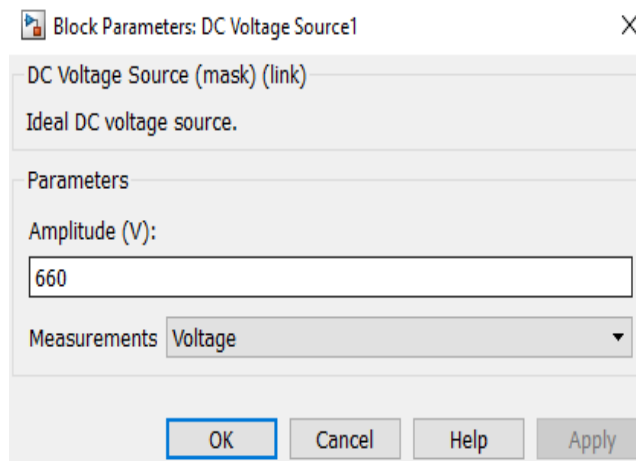 Block Parameters: DC Voltage Source1
DC Voltage Source (mask) (link)
Ideal DC voltage source.
Parameters
Amplitude (V):
660
Measurements Voltage
OK Cancel Help Apply